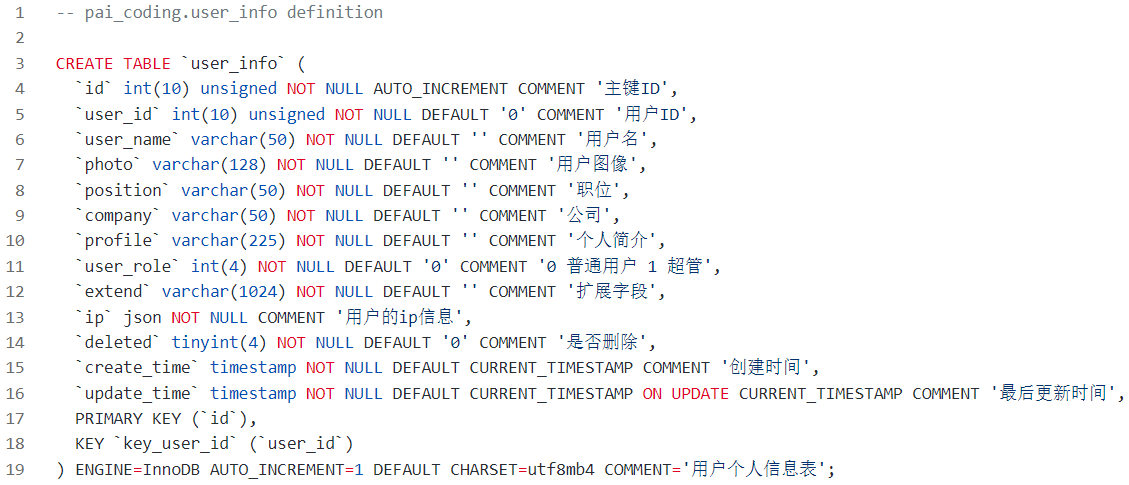 1 -- pai_coding.user_info definition
2
3 CREATE TABLE `user_info` (
4 `id` int(10) unsigned NOT NULL AUTO_INCREMENT COMMENT '主键ID',
5 `user_id` int(10) unsigned NOT NULL DEFAULT '0' COMMENT '用户ID',
6 `user_name` varchar(50) NOT NULL DEFAULT '' COMMENT '用户名',
7 `photo` varchar(128) NOT NULL DEFAULT '' COMMENT '用户图像',
8 `position` varchar(50) NOT NULL DEFAULT '' COMMENT '职位',
9 `company` varchar(50) NOT NULL DEFAULT '' COMMENT '公司',
10 `profile` varchar(225) NOT NULL DEFAULT '' COMMENT '个人简介',
11 `user_role` int(4) NOT NULL DEFAULT '0' COMMENT '0 普通用户 1 超管',
12 `extend` varchar(1024) NOT NULL DEFAULT '' COMMENT '扩展字段',
13 `ip` json NOT NULL COMMENT '用户的ip信息',
14 `deleted` tinyint(4) NOT NULL DEFAULT '0' COMMENT '是否删除',
15 `create_time` timestamp NOT NULL DEFAULT CURRENT_TIMESTAMP COMMENT '创建时间',
16 `update_time` timestamp NOT NULL DEFAULT CURRENT_TIMESTAMP ON UPDATE CURRENT_TIMESTAMP COMMENT '最后更新时间',
17 PRIMARY KEY (`id`),
18 KEY `key_user_id` (`user_id`)
19 ) ENGINE=InnoDB AUTO_INCREMENT=1 DEFAULT CHARSET=utf8mb4 COMMENT='用户个人信息表';